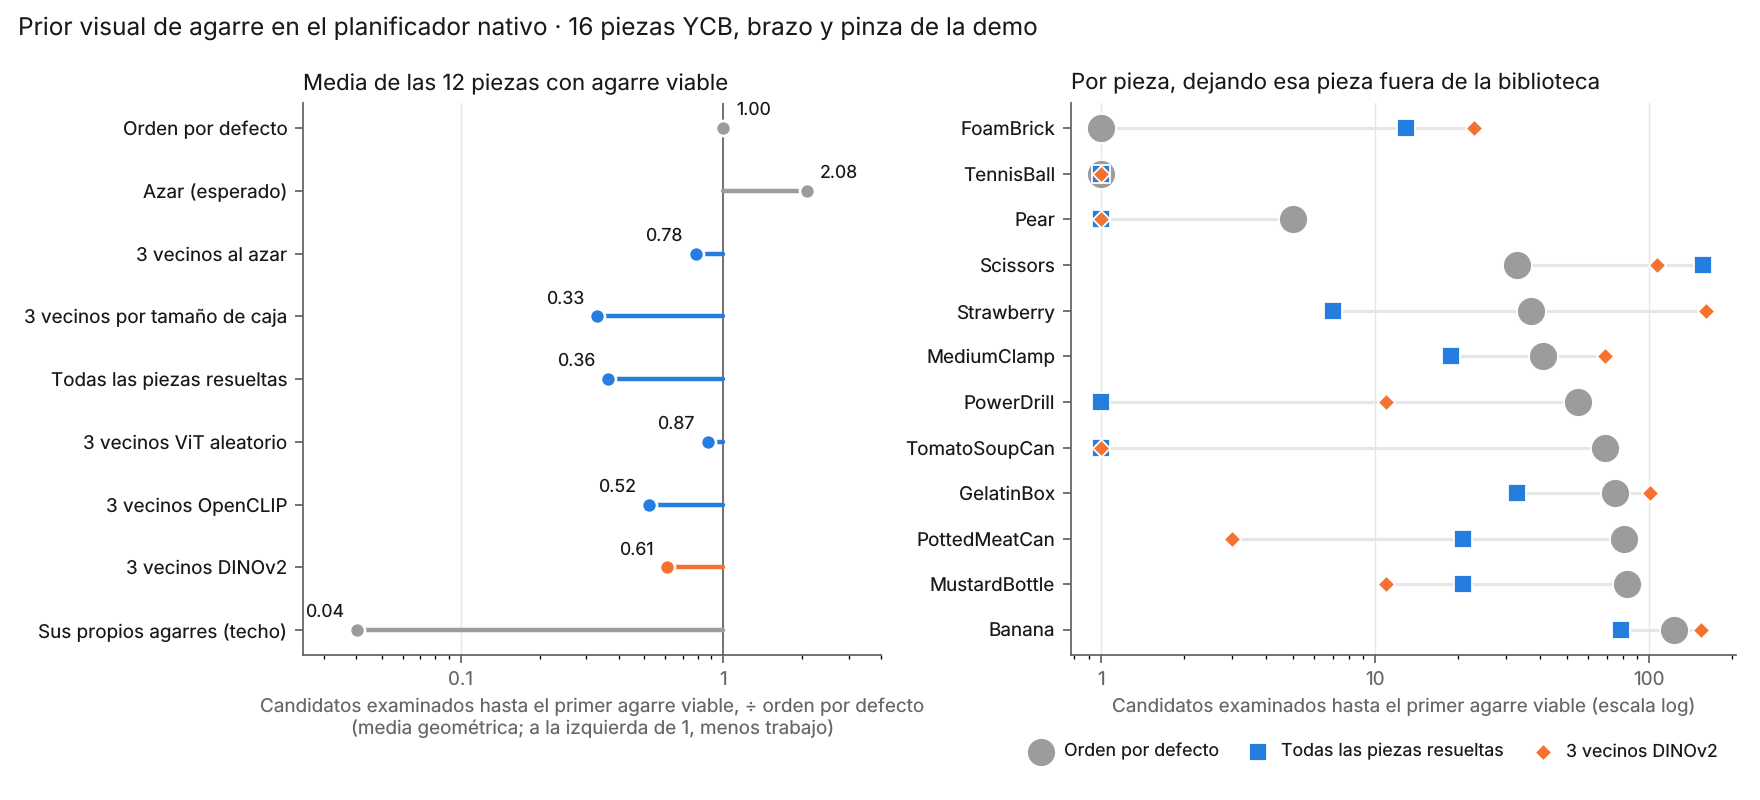 Prior visual de agarre en el planificador nativo · 16 piezas YCB, brazo y pinza de la demo
Media de las 12 piezas con agarre viable
Orden por defecto
1.00
Azar (esperado)
2.08
3 vecinos al azar
0.78
3 vecinos por tamaño de caja
0.33
Todas las piezas resueltas
0.36
3 vecinos ViT aleatorio
0.87
3 vecinos OpenCLIP
0.52
3 vecinos DINOv2
0.61
Sus propios agarres (techo)
0.04
0.1
1
Candidatos examinados hasta el primer agarre viable, ÷ orden por defecto
(media geométrica; a la izquierda de 1, menos trabajo)
Por pieza, dejando esa pieza fuera de la biblioteca
FoamBrick
TennisBall
Pear
Scissors
Strawberry
MediumClamp
PowerDrill
TomatoSoupCan
GelatinBox
PottedMeatCan
MustardBottle
Banana
1
10
100
Candidatos examinados hasta el primer agarre viable (escala log)
Orden por defecto
Todas las piezas resueltas
3 vecinos DINOv2